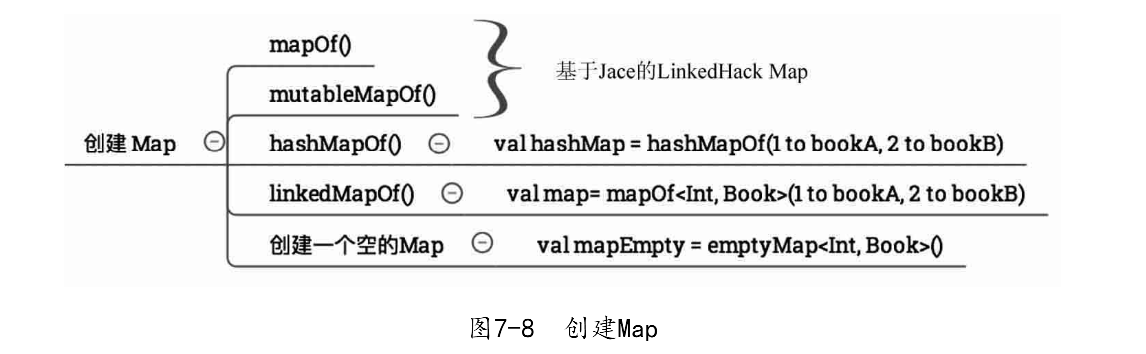 mapOf()
mutableMapOf()
基于Jace的LinkedHack Map
创建 Map
hashMapOf()
val hashMap = hashMapOf(1 to bookA, 2 to bookB)
linkedMapOf()
val map= mapOf<Int, Book>(1 to bookA, 2 to bookB)
创建一个空的Map
val mapEmpty = emptyMap<Int, Book>()
图7-8 创建Map